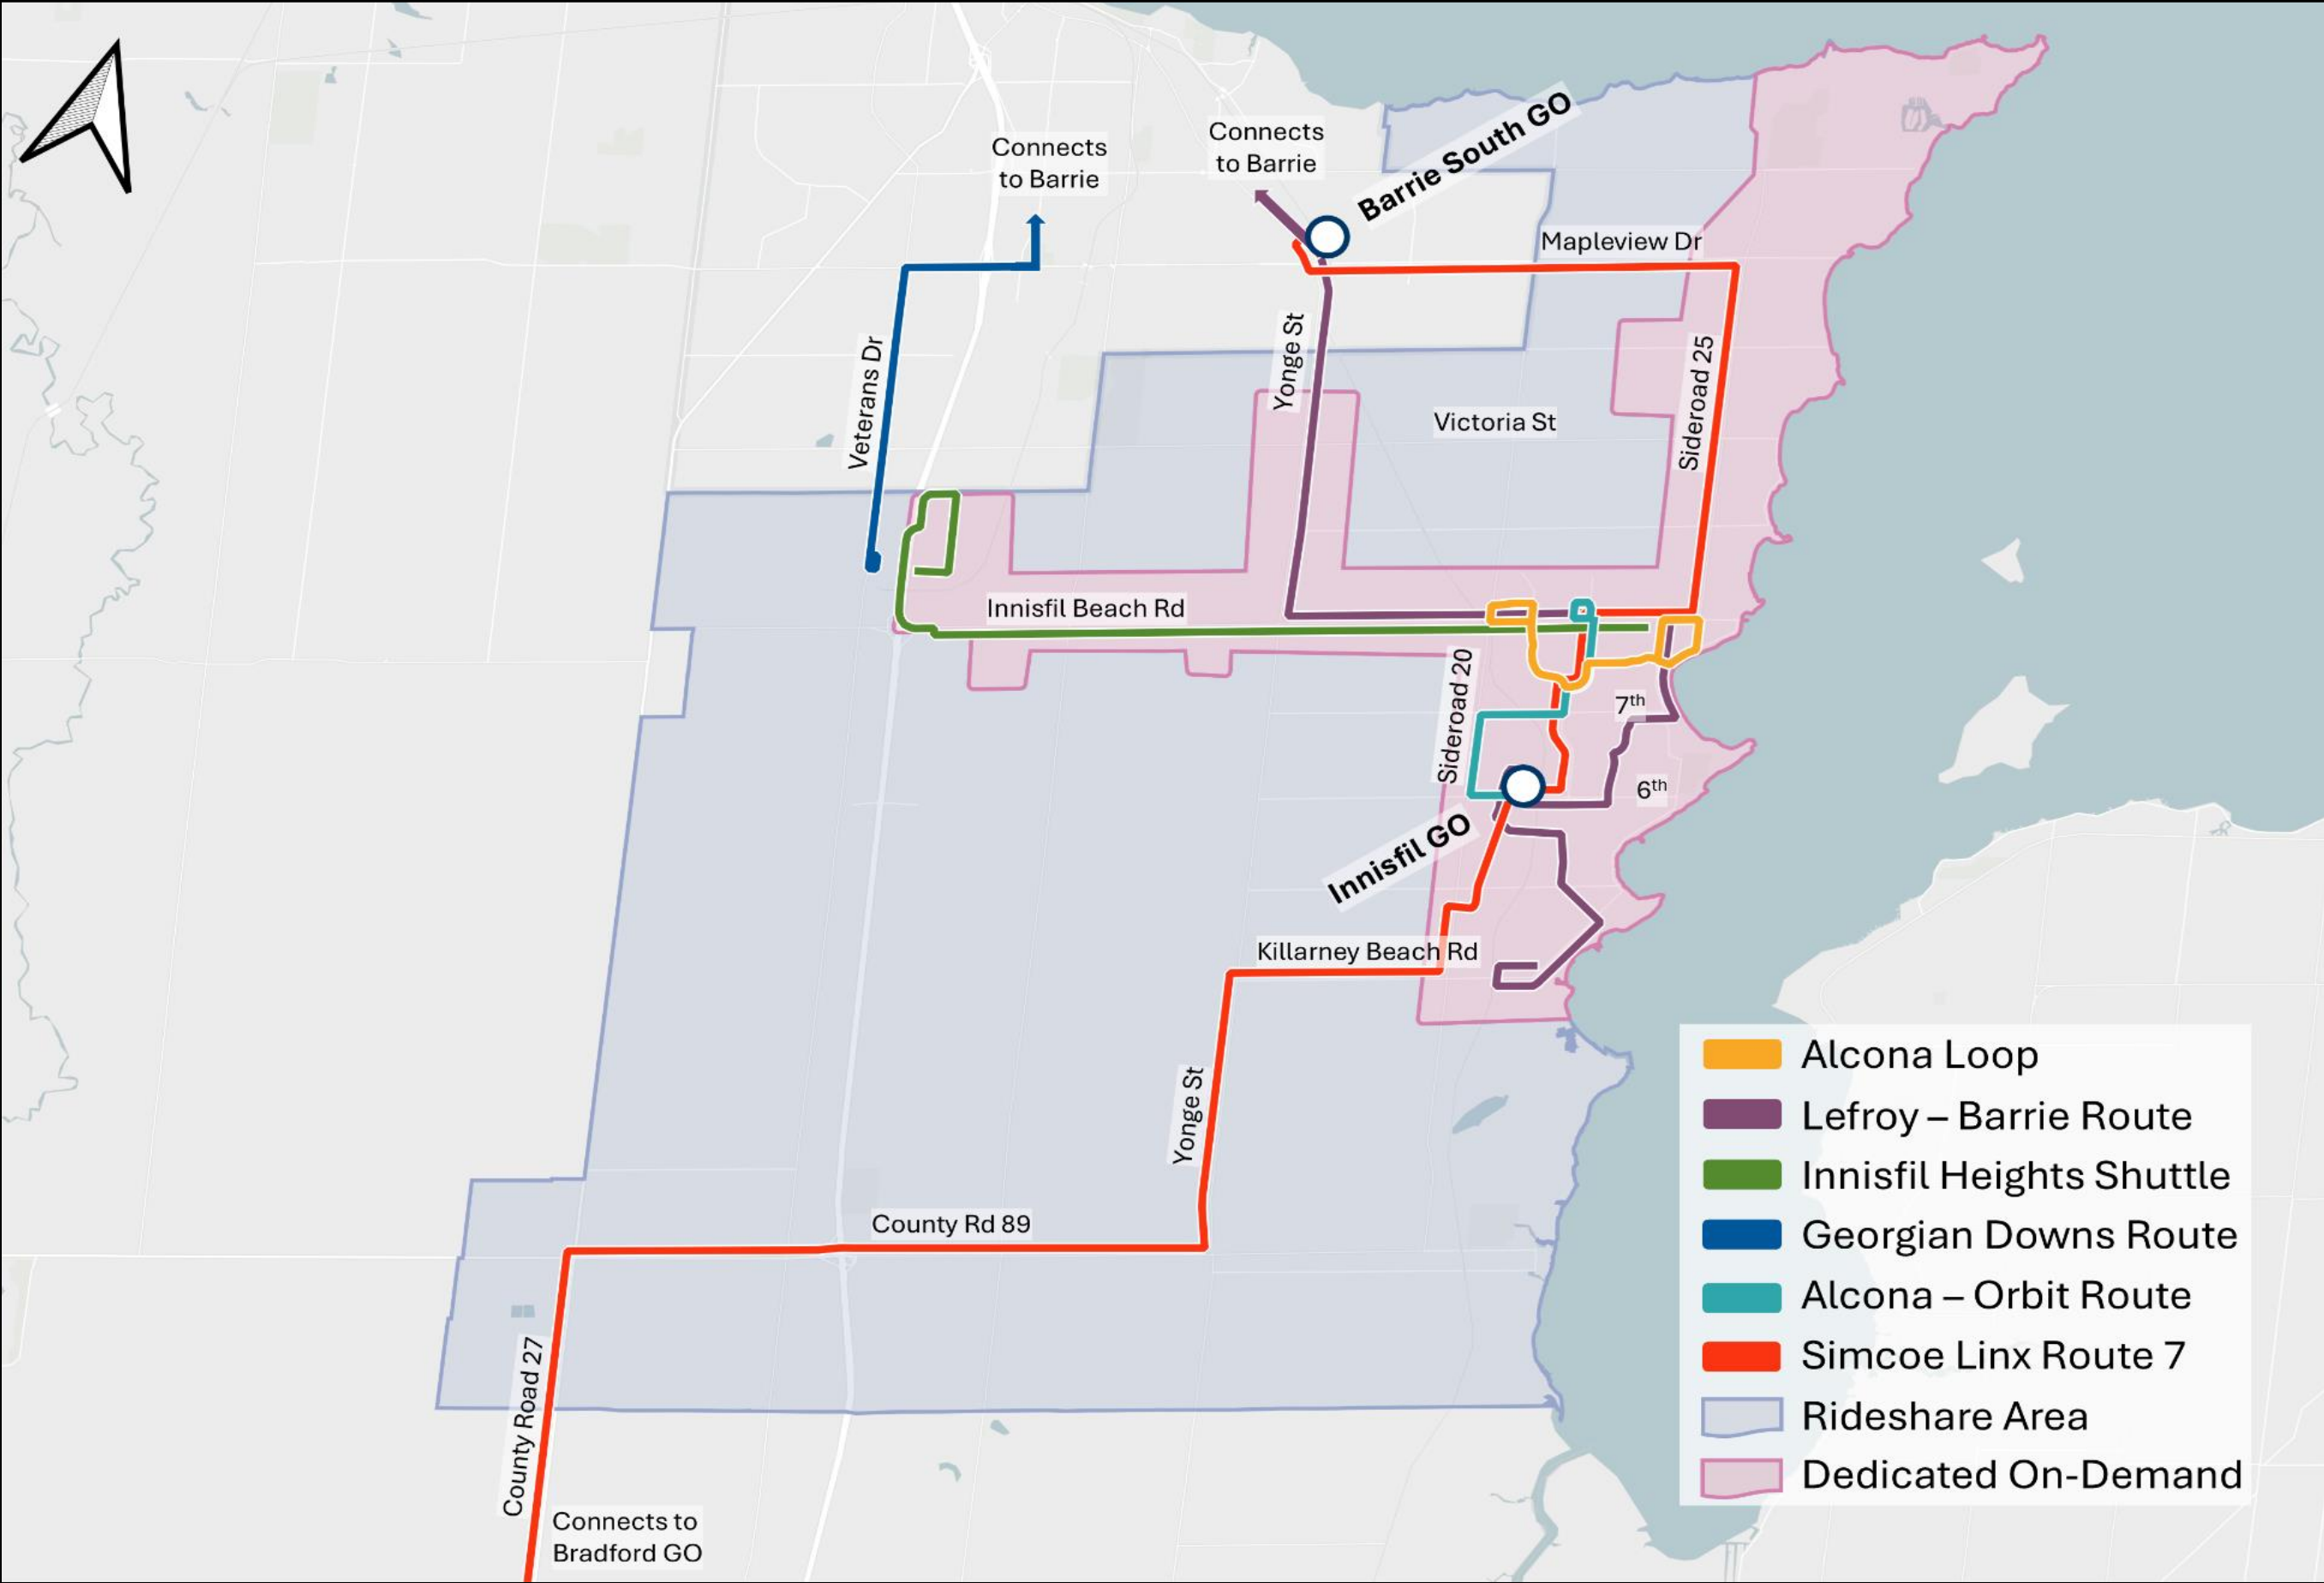 Connects
to Barrie
Connects
to Barrie
Barrie South GO
Mapleview Dr
Veterans Dr
Yonge St
Sideroad 25
Victoria St
Innisfil Beach Rd
Sideroad 20
7th
6th
Innisfil GO
Killarney Beach Rd
Yonge St
County Rd 89
County Road 27
Connects to
Bradford GO
Alcona Loop
Lefroy – Barrie Route
Innisfil Heights Shuttle
Georgian Downs Route
Alcona – Orbit Route
Simcoe Linx Route 7
Rideshare Area
Dedicated On-Demand